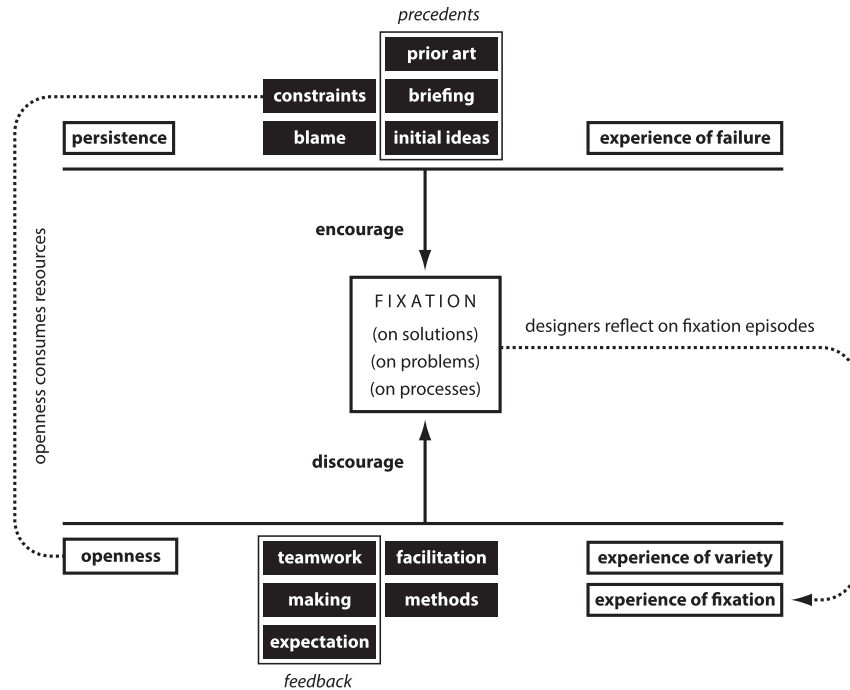 precedents
prior art
constraints
briefing
persistence
blame
initial ideas
experience of failure
encourage
openness consumes resources
FIXATION
(on solutions)
(on problems)
(on processes)
designers reflect on fixation episodes
discourage
openness
teamwork
facilitation
experience of variety
making
methods
experience of fixation
expectation
feedback